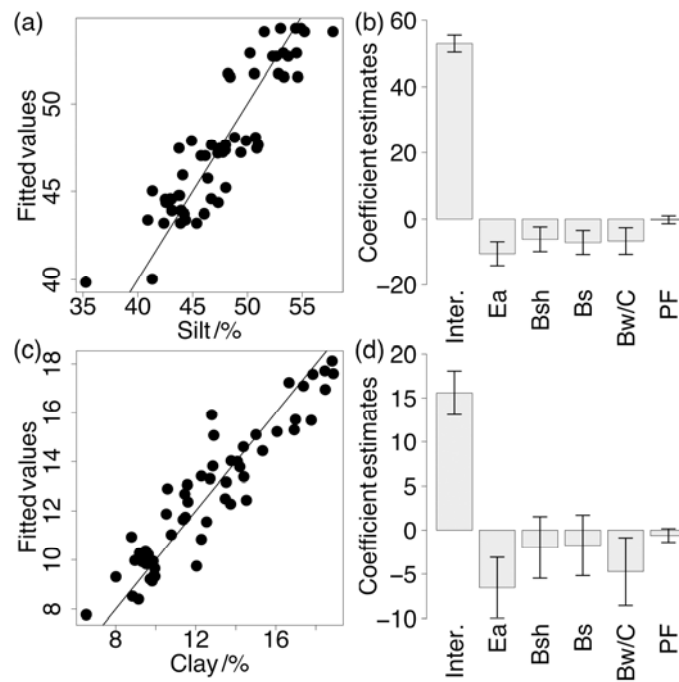 (a)
Fitted values
50
45
40
35
40
45
50
55
Silt/%
(b)
Coefficient estimates
60
40
20
0
−20
Inter.
Ea
Bsh
Bs
Bw/C
PF
(c)
Fitted values
18
16
14
12
10
8
8
12
16
Clay/%
(d)
Coefficient estimates
20
15
10
5
0
−5
−10
Inter.
Ea
Bsh
Bs
Bw/C
PF